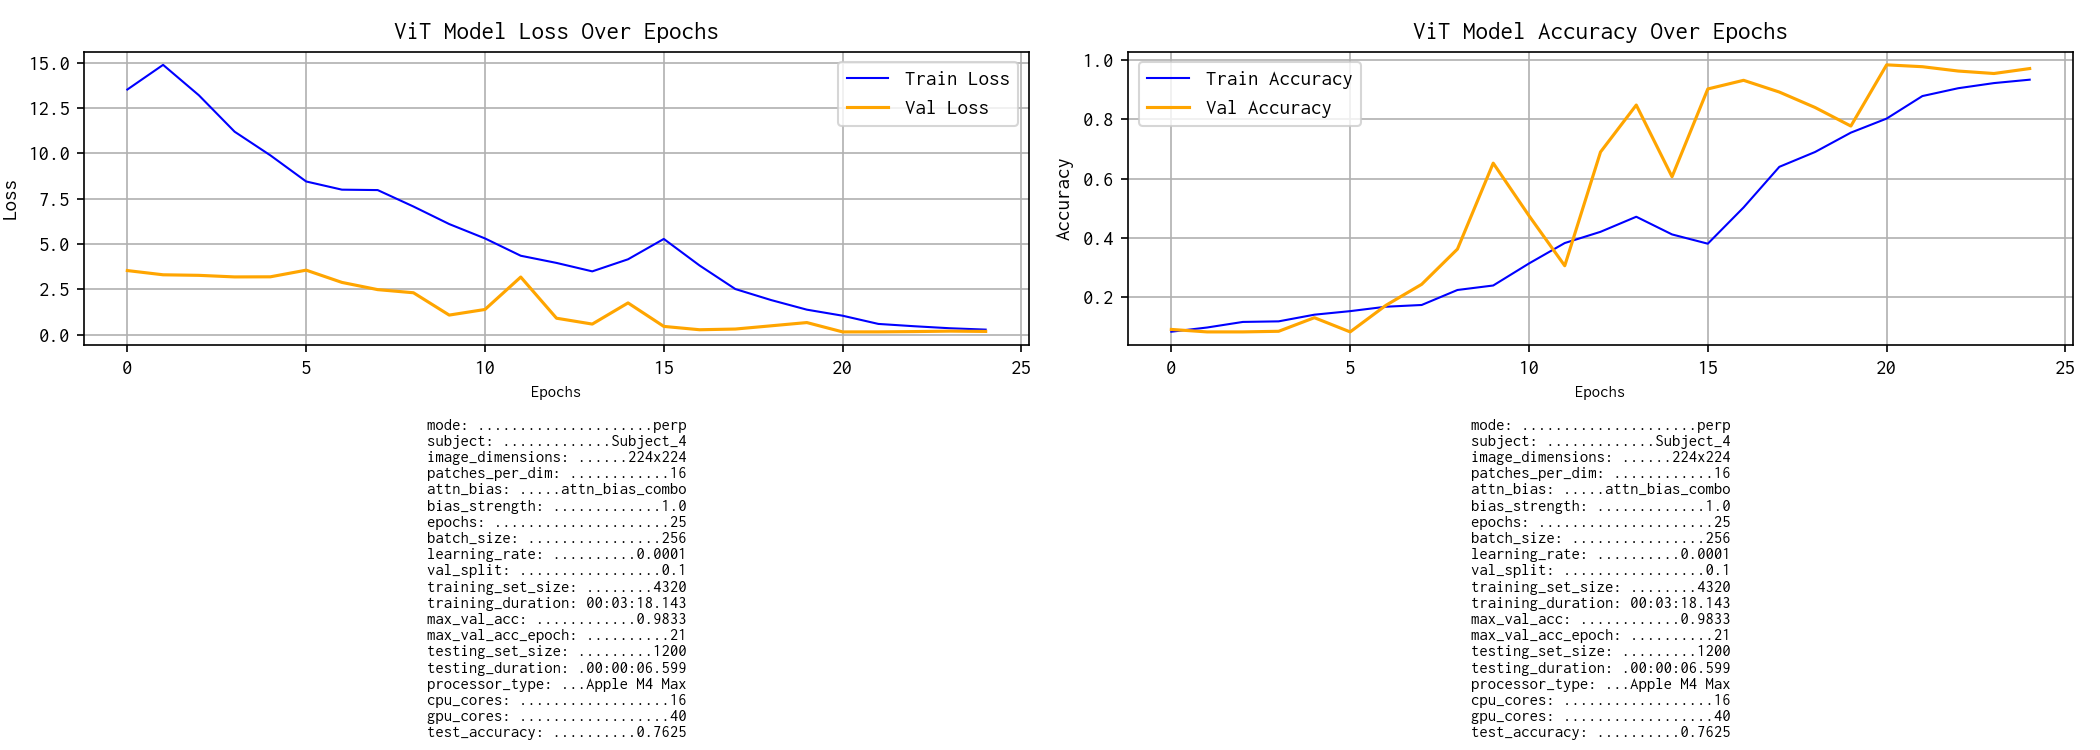 ViT Model Loss Over Epochs
15.0
12.5
10.0
7.5
5.0
2.5
0.0
Loss
Train Loss
Val Loss
0 5 10 15 20 25
Epochs
mode: .....................perp
subject: .............Subject_4
image_dimensions: ......224x224
patches_per_dim: ............16
attn_bias: .....attn_bias_combo
bias_strength: .............1.0
epochs: .....................25
batch_size: ................256
learning_rate: ..........0.0001
val_split: .................0.1
training_set_size: ........4320
training_duration: 00:03:18.143
max_val_acc: ............0.9833
max_val_acc_epoch: ..........21
testing_set_size: .........1200
testing_duration: .00:00:06.599
processor_type: ...Apple M4 Max
cpu_cores: ..................16
gpu_cores: ..................40
test_accuracy: ..........0.7625
ViT Model Accuracy Over Epochs
1.0
0.8
0.6
0.4
0.2
Accuracy
Train Accuracy
Val Accuracy
0 5 10 15 20 25
Epochs
mode: .....................perp
subject: .............Subject_4
image_dimensions: ......224x224
patches_per_dim: ............16
attn_bias: .....attn_bias_combo
bias_strength: .............1.0
epochs: .....................25
batch_size: ................256
learning_rate: ..........0.0001
val_split: .................0.1
training_set_size: ........4320
training_duration: 00:03:18.143
max_val_acc: ............0.9833
max_val_acc_epoch: ..........21
testing_set_size: .........1200
testing_duration: .00:00:06.599
processor_type: ...Apple M4 Max
cpu_cores: ..................16
gpu_cores: ..................40
test_accuracy: ..........0.7625